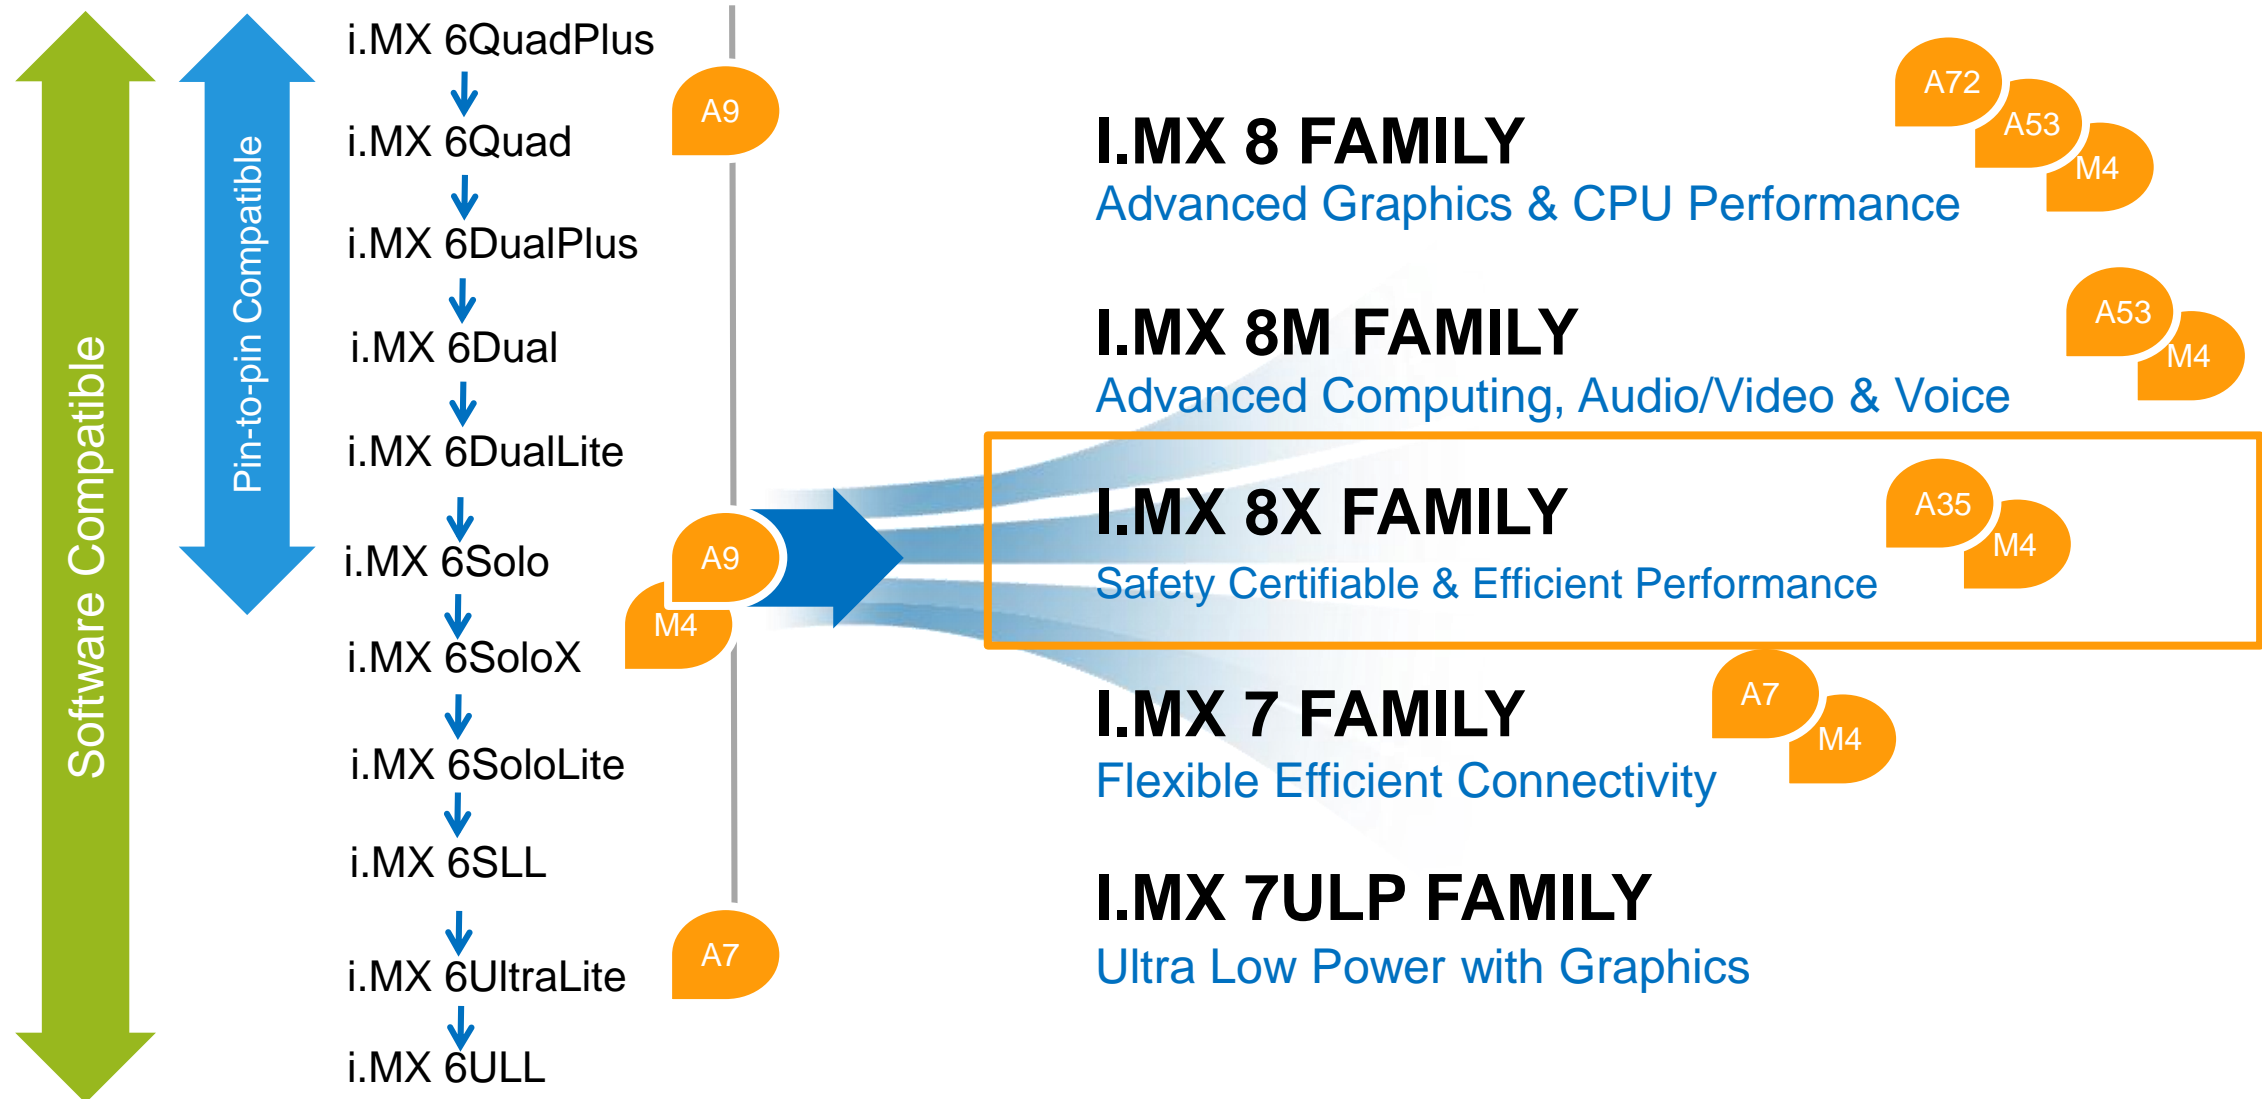 Software Compatible
Pin-to-pin Compatible
i.MX 6QuadPlus
i.MX 6Quad
i.MX 6DualPlus
i.MX 6Dual
i.MX 6DualLite
i.MX 6Solo
i.MX 6SoloX
i.MX 6SoloLite
i.MX 6SLL
i.MX 6UltraLite
i.MX 6ULL
A9
A9
M4
A7
I.MX 8 FAMILY
Advanced Graphics & CPU Performance
A72
A53
M4
I.MX 8M FAMILY
Advanced Computing, Audio/Video & Voice
A53
M4
I.MX 8X FAMILY
Safety Certifiable & Efficient Performance
A35
M4
I.MX 7 FAMILY
Flexible Efficient Connectivity
A7
M4
I.MX 7ULP FAMILY
Ultra Low Power with Graphics